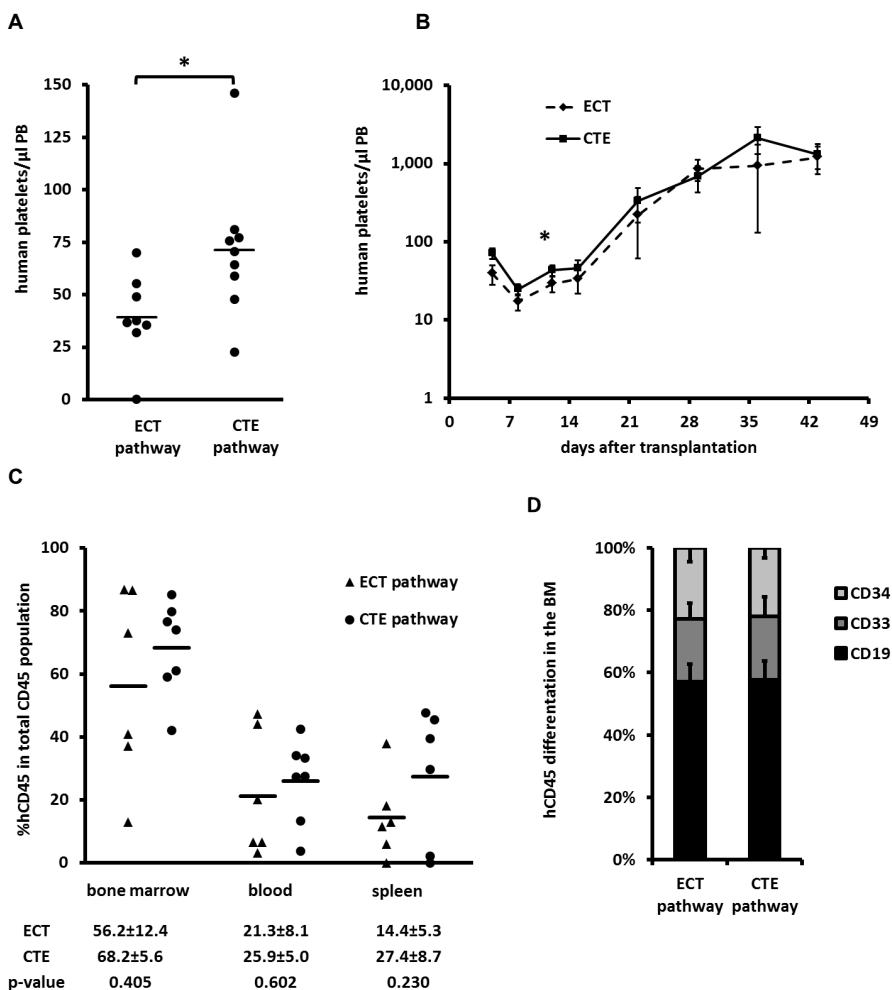 A
*
150
125
100
75
50
25
0
human platelets/µl PB
ECT
pathway
CTE
pathway
B
10,000
1,000
100
10
1
human platelets/µl PB
ECT
CTE
*
0 7 14 21 28 35 42 49
days after transplantation
C
100
80
60
40
20
0
%hCD45 in total CD45 population
ECT pathway
CTE pathway
bone marrow blood spleen
ECT 56.2±12.4 21.3±8.1 14.4±5.3
CTE 68.2±5.6 25.9±5.0 27.4±8.7
p-value 0.405 0.602 0.230
D
100%
80%
60%
40%
20%
0%
hCD45 differentation in the BM
CD34
CD33
CD19
ECT
pathway
CTE
pathway